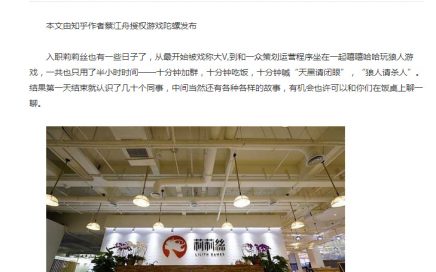 本文由知乎作者蔡江舟授权游戏陀螺发布
入职莉莉丝也有一些日子了，从最开始被戏称大V,到和一众策划运营程序坐在一起嘻嘻哈哈玩狼人游
戏，一共也只用了半小时时间——十分钟加群，十分钟吃饭，十分钟喊“天黑请闭眼”，“狼人请杀人”。
结果第一天结束就认识了几十个同事，中间当然还有各种各样的故事，有机会也许可以和你们在饭桌上聊一
聊。
莉莉絲
LILITH GAMES